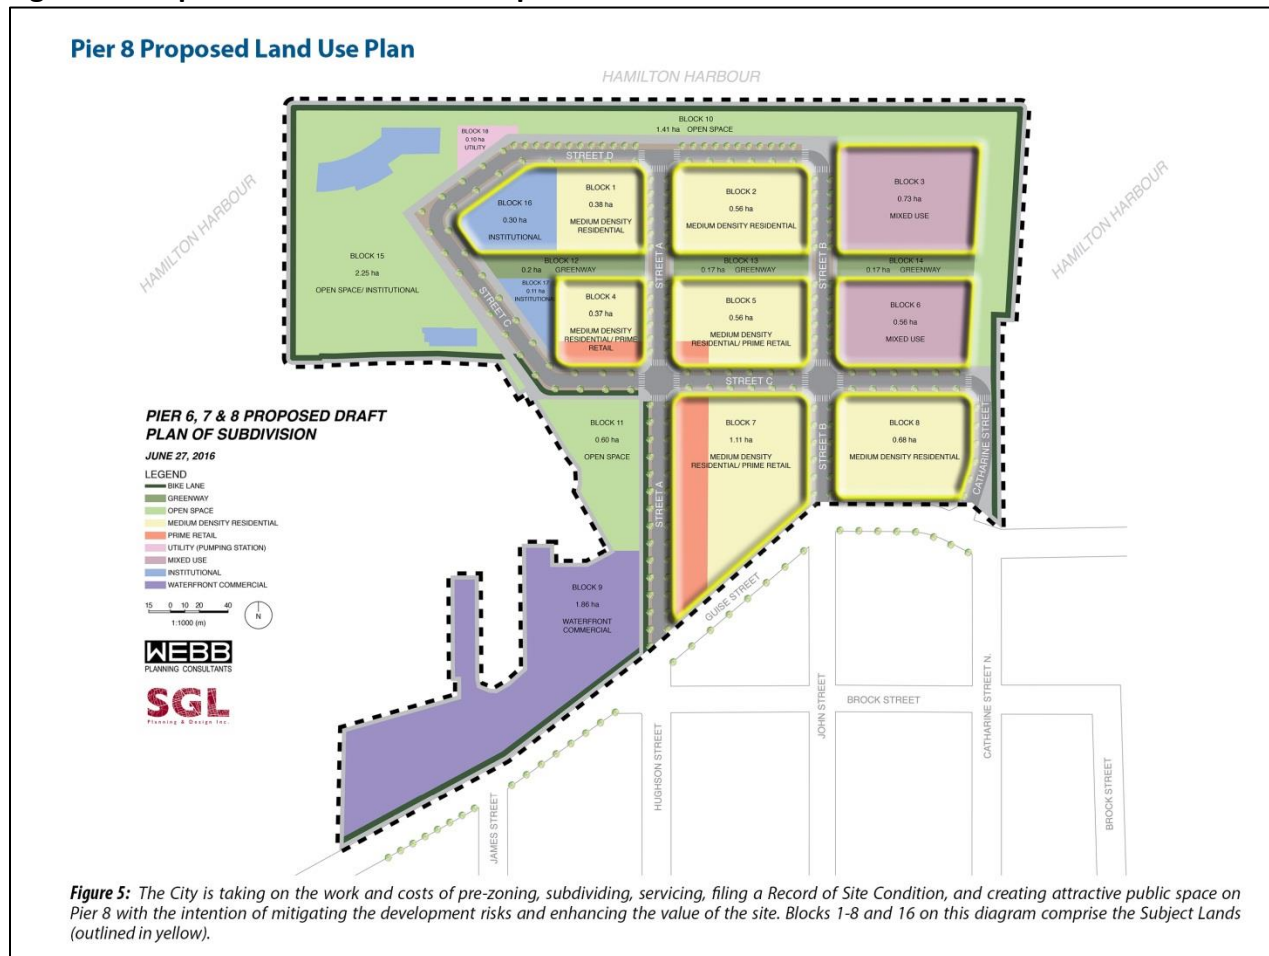 Pier 8 Proposed Land Use Plan
HAMILTON HARBOUR
HAMILTON HARBOUR
HAMILTON HARBOUR
BLOCK 10
1.41 ha OPEN SPACE
BLOCK 18
0.10 ha
UTILITY
STREET D
BLOCK 16
0.30 ha
INSTITUTIONAL
BLOCK 1
0.38 ha
MEDIUM DENSITY
RESIDENTIAL
BLOCK 2
0.56 ha
MEDIUM DENSITY RESIDENTIAL
BLOCK 3
0.73 ha
MIXED USE
BLOCK 15
2.25 ha
OPEN SPACE/ INSTITUTIONAL
BLOCK 12
0.2 ha GREENWAY
STREET A
BLOCK 13
0.17 ha GREENWAY
STREET B
BLOCK 14
0.17 ha GREENWAY
STREET C
BLOCK 17
0.11 ha
INSTITUTIONAL
BLOCK 4
0.37 ha
MEDIUM DENSITY
RESIDENTIAL/ PRIME
RETAIL
BLOCK 5
0.56 ha
MEDIUM DENSITY
RESIDENTIAL/ PRIME RETAIL
BLOCK 6
0.56 ha
MIXED USE
STREET C
BLOCK 11
0.60 ha
OPEN SPACE
STREET A
BLOCK 7
1.11 ha
MEDIUM DENSITY
RESIDENTIAL/ PRIME RETAIL
STREET B
BLOCK 8
0.68 ha
MEDIUM DENSITY RESIDENTIAL
CATHARINE STREET
PIER 6, 7 & 8 PROPOSED DRAFT
PLAN OF SUBDIVISION
JUNE 27, 2016
LEGEND
BIKE LANE
GREENWAY
OPEN SPACE
MEDIUM DENSITY RESIDENTIAL
PRIME RETAIL
UTILITY (PUMPING STATION)
MIXED USE
INSTITUTIONAL
WATERFRONT COMMERCIAL
15 0 10 20 40
1:1000 (m)
N
WEBB
PLANNING CONSULTANTS
SGL
Planning & Design Inc.
BLOCK 9
1.86 ha
WATERFRONT
COMMERCIAL
GUISE STREET
BROCK STREET
JAMES STREET
HUGHSON STREET
JOHN STREET
CATHARINE STREET N.
BROCK STREET
Figure 5: The City is taking on the work and costs of pre-zoning, subdividing, servicing, filing a Record of Site Condition, and creating attractive public space on
Pier 8 with the intention of mitigating the development risks and enhancing the value of the site. Blocks 1-8 and 16 on this diagram comprise the Subject Lands
(outlined in yellow).